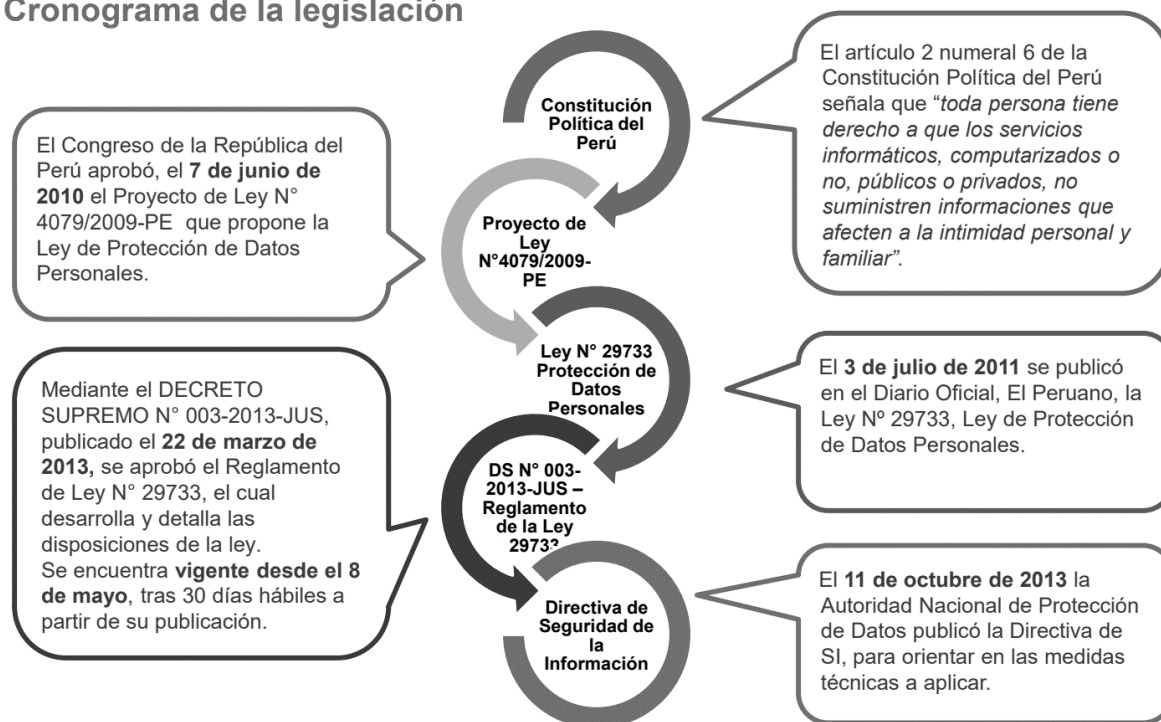 Cronograma de la legislación
Constitución
Política del
Perú
El artículo 2 numeral 6 de la
Constitución Política del Perú
señala que “toda persona tiene
derecho a que los servicios
informáticos, computarizados o
no, públicos o privados, no
suministren informaciones que
afecten a la intimidad personal y
familiar”.
El Congreso de la República del
Perú aprobó, el 7 de junio de
2010 el Proyecto de Ley N°
4079/2009-PE que propone la
Ley de Protección de Datos
Personales.
Proyecto de
Ley
N°4079/2009-
PE
Ley N° 29733
Protección de
Datos
Personales
El 3 de julio de 2011 se publicó
en el Diario Oficial, El Peruano, la
Ley Nº 29733, Ley de Protección
de Datos Personales.
Mediante el DECRETO
SUPREMO N° 003-2013-JUS,
publicado el 22 de marzo de
2013, se aprobó el Reglamento
de Ley N° 29733, el cual
desarrolla y detalla las
disposiciones de la ley.
Se encuentra vigente desde el 8
de mayo, tras 30 días hábiles a
partir de su publicación.
DS N° 003-
2013-JUS –
Reglamento
de la Ley
29733
Directiva de
Seguridad de
la
Información
El 11 de octubre de 2013 la
Autoridad Nacional de Protección
de Datos publicó la Directiva de
SI, para orientar en las medidas
técnicas a aplicar.